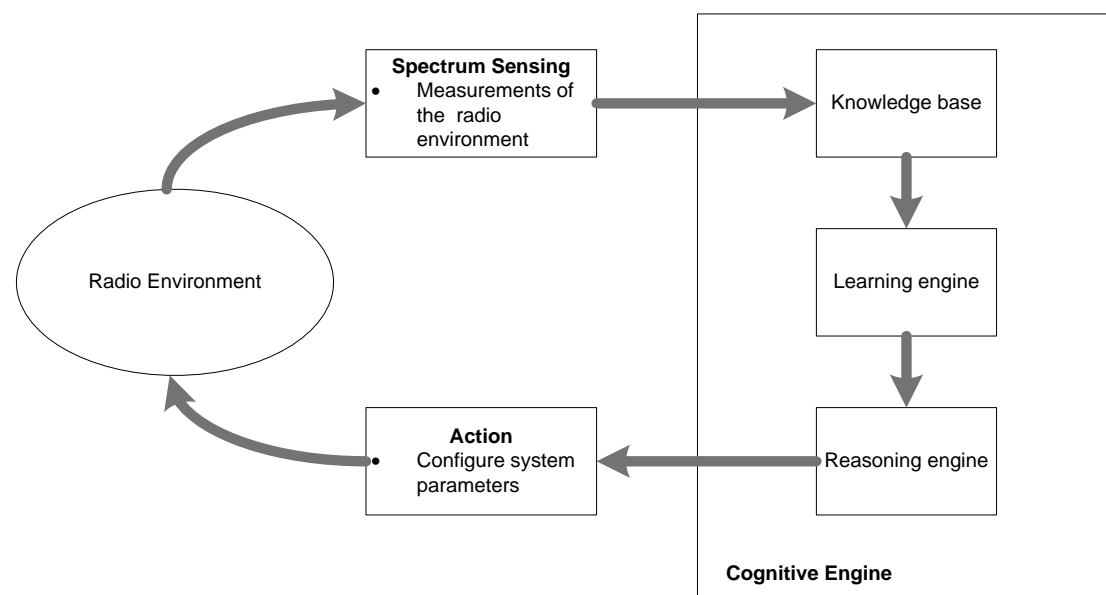 Spectrum Sensing
• Measurements of
the radio
environment
Knowledge base
Radio Environment
Learning engine
Action
• Configure system
parameters
Reasoning engine
Cognitive Engine